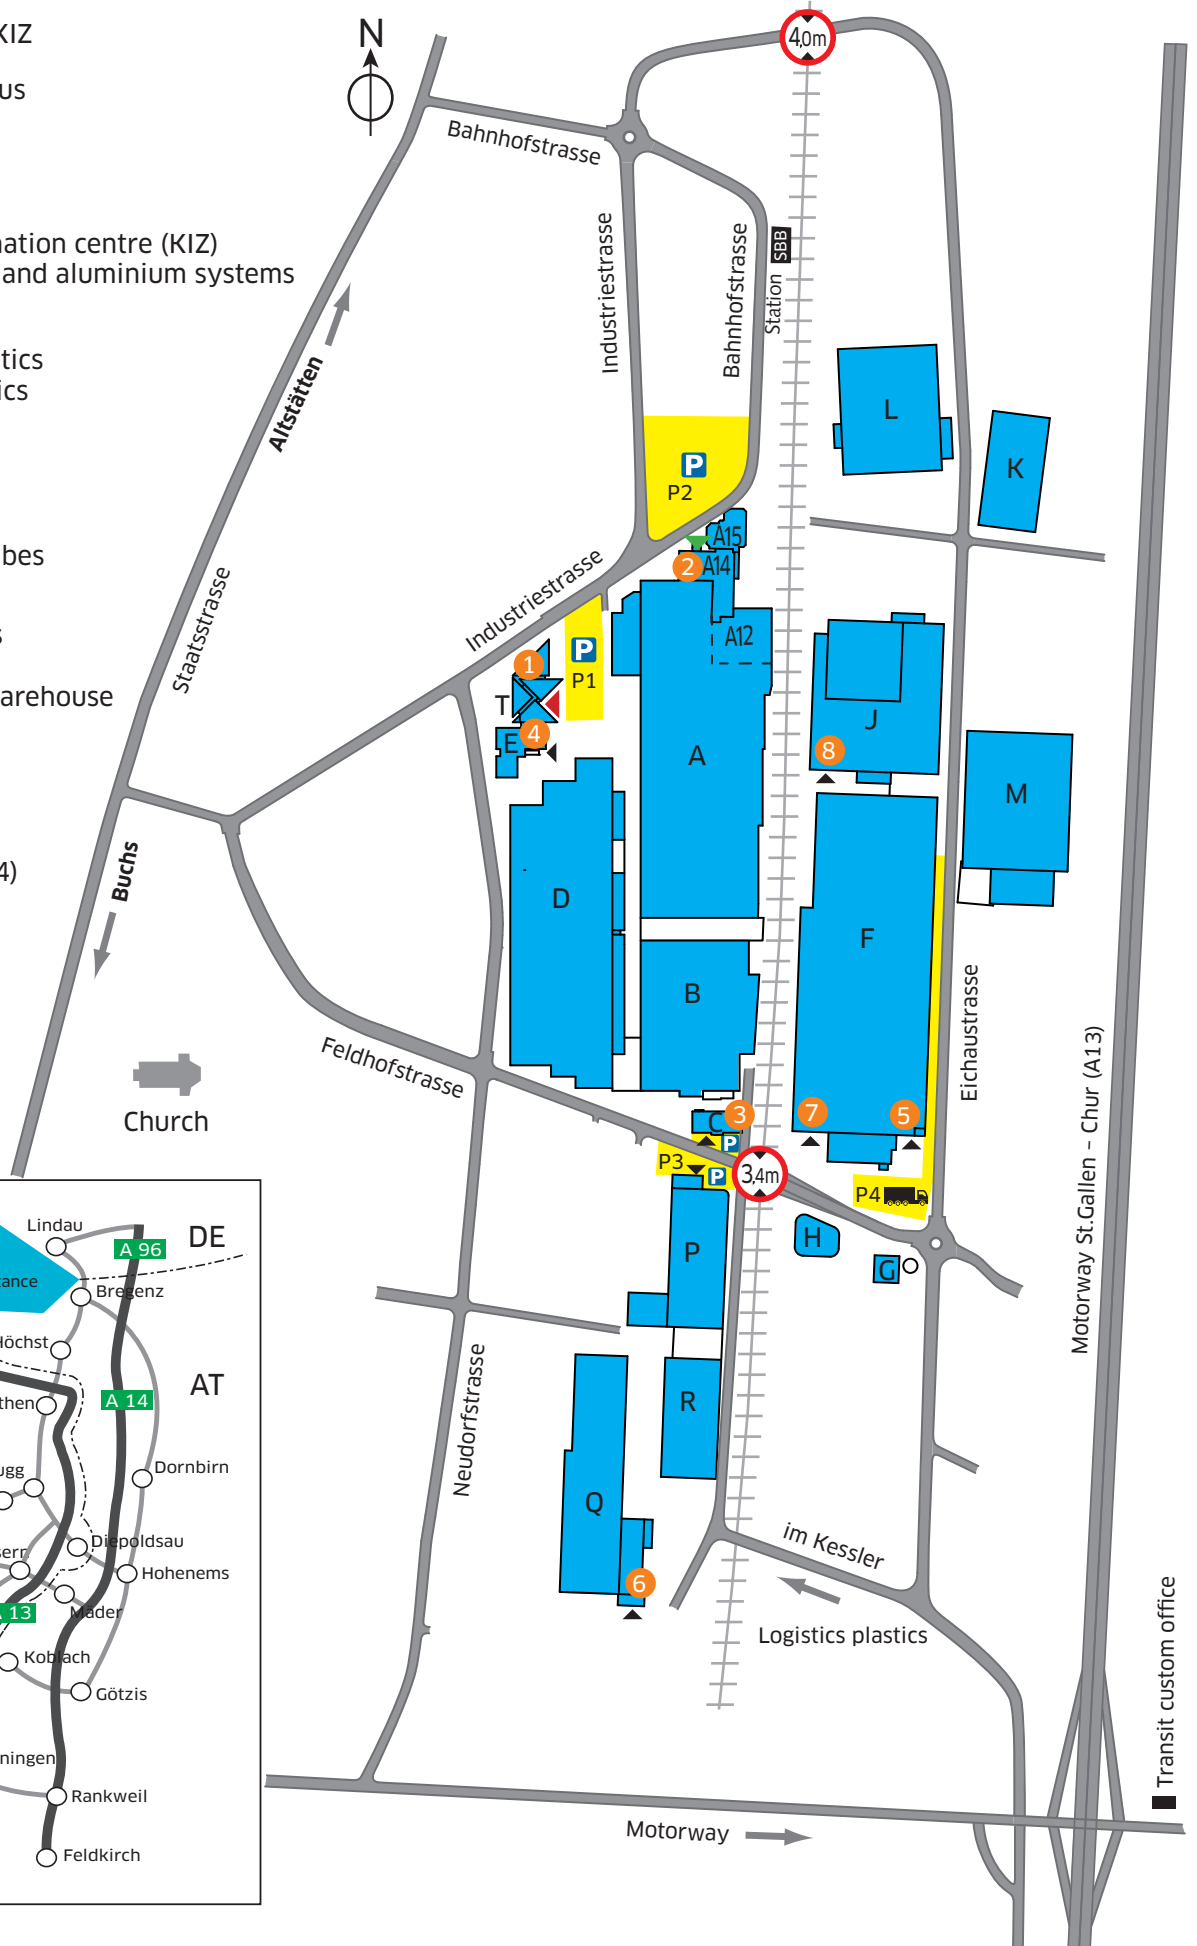 KIZ
us
nation centre (KIZ)
and aluminium systems
tics
ics
bes
s
arehouse
4)
N
4,0m
Bahnhofstrasse
Industriestrasse
Bahnhofstrasse
Station
SBB
Altstätten
L
K
P
P2
A15
2
A14
Industriestrasse
Staatsstrasse
A12
1
P
P1
T
4
E
A
J
8
M
Buchs
D
F
B
Eichaustrasse
Feldhofstrasse
Motorway St.Gallen - Chur (A13)
Church
C
3
7
5
P
P3
P
3,4m
P4
H
G
P
R
Neudorfstrasse
Q
6
im Kessler
Logistics plastics
Transit custom office
Motorway
Lindau
DE
A 96
tance
Bregenz
Höchst
AT
then
A 14
ugg
Dornbirn
Diepoldsau
serr
Hohenems
A 13
Mäder
Koblach
Götzis
ningen
Rankweil
Feldkirch